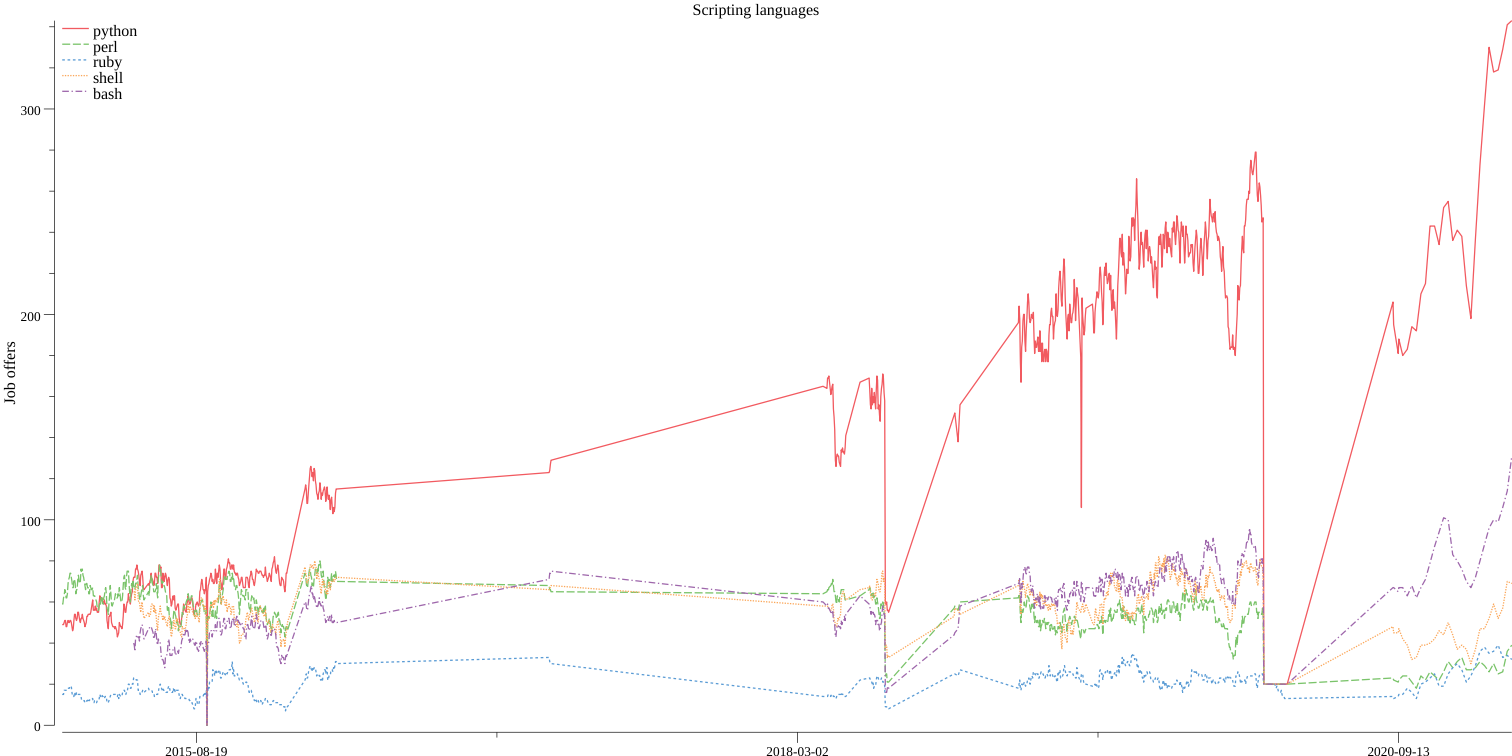 Scripting languages
python
perl
ruby
shell
bash
300
200
100
0
Job offers
2015-08-19
2018-03-02
2020-09-13